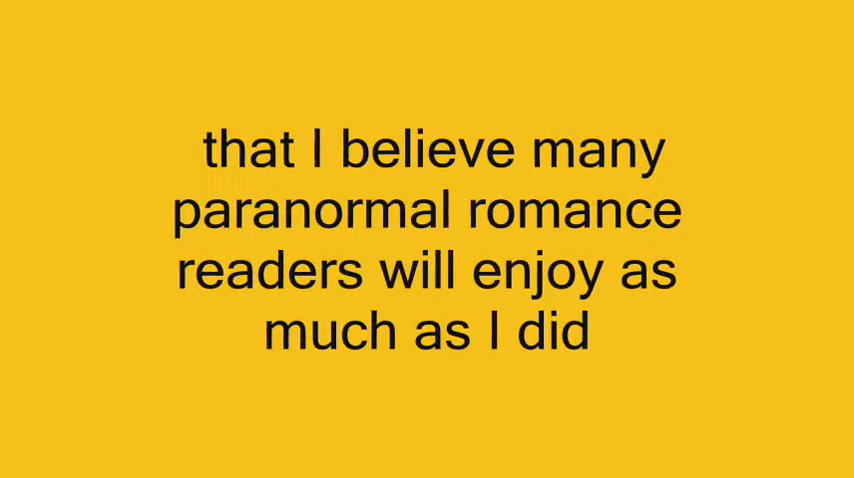 that I believe many
paranormal romance
readers will enjoy as
much as I did